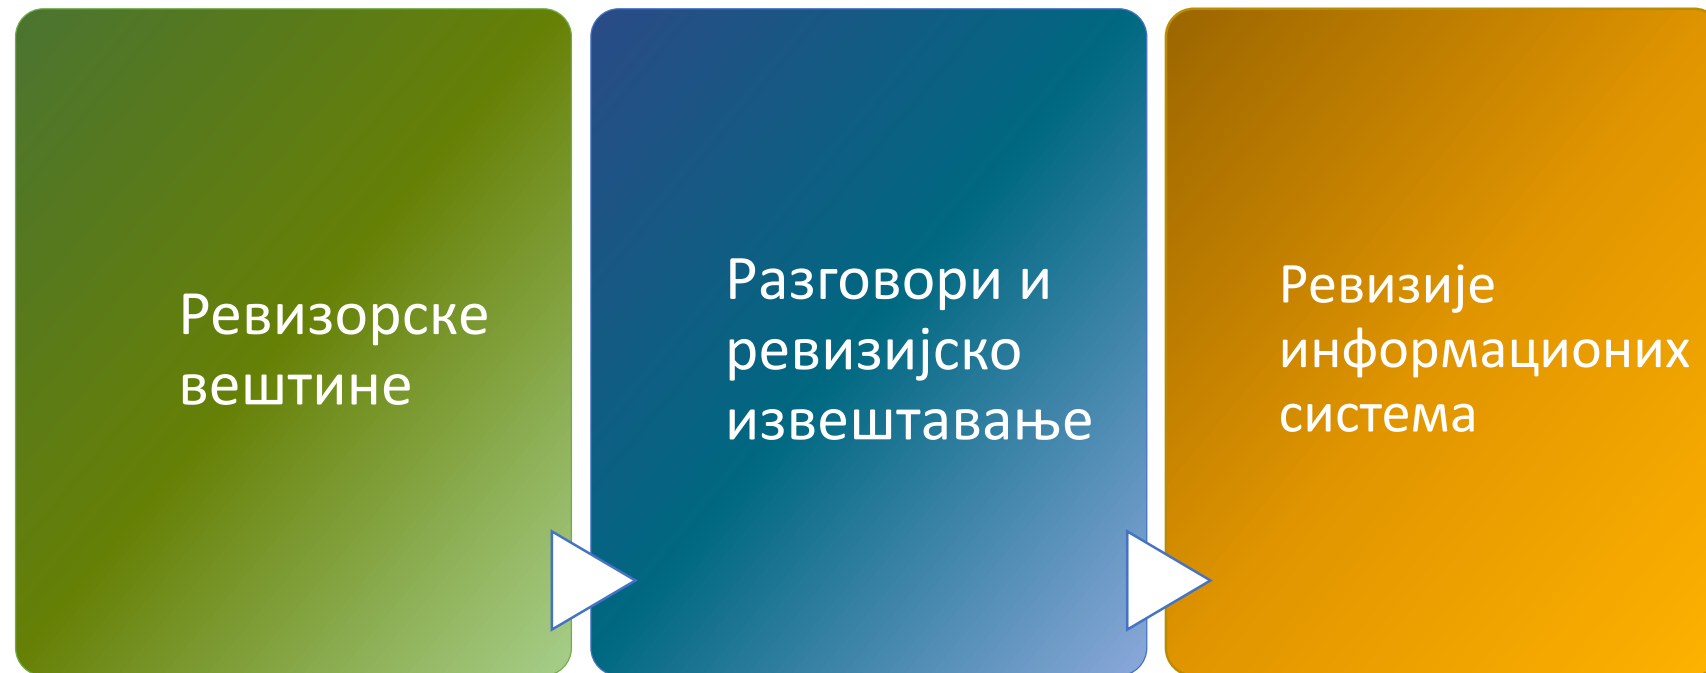 Ревизорске
вештине
Разговори и
ревизијско
извештавање
Ревизије
информационих
система